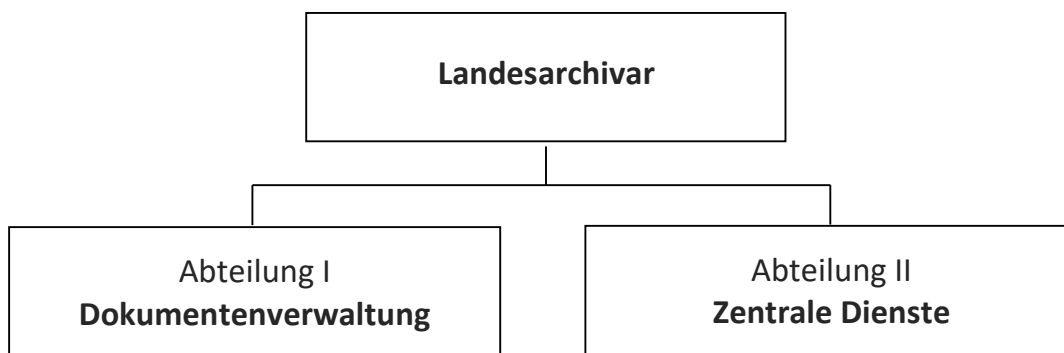 Landesarchivar
Abteilung I
Dokumentenverwaltung
Abteilung II
Zentrale Dienste